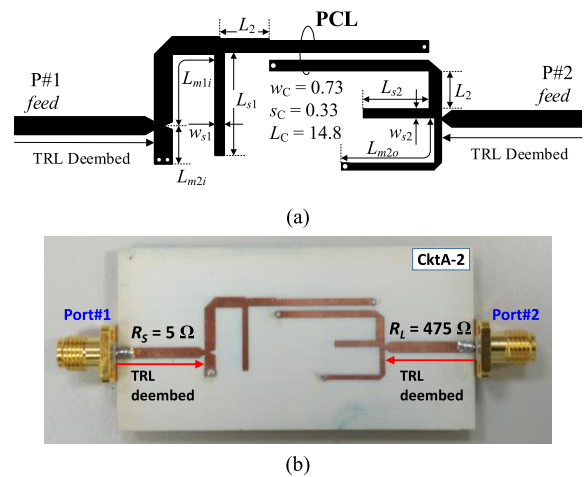 (a)
L2
PCL
P#1
feed
Lm1i
Ls1
wC = 0.73
sC = 0.33
LC = 14.8
Ls2
L2
P#2
feed
TRL Deembed
Lm2i
ws1
ws2
Lm2o
TRL Deembed
(a)
CktA-2
Port#1
RS = 5 Ω
RL = 475 Ω
Port#2
TRL
deembed
TRL
deembed
(b)